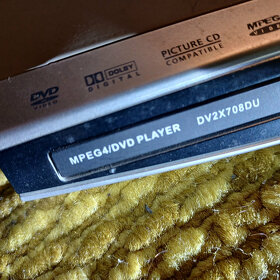 DVD
VIDEO
DOLBY
DIGITAL
PICTURE CD
COMPATIBLE
MPEG4/DVD PLAYER DV2X708DU